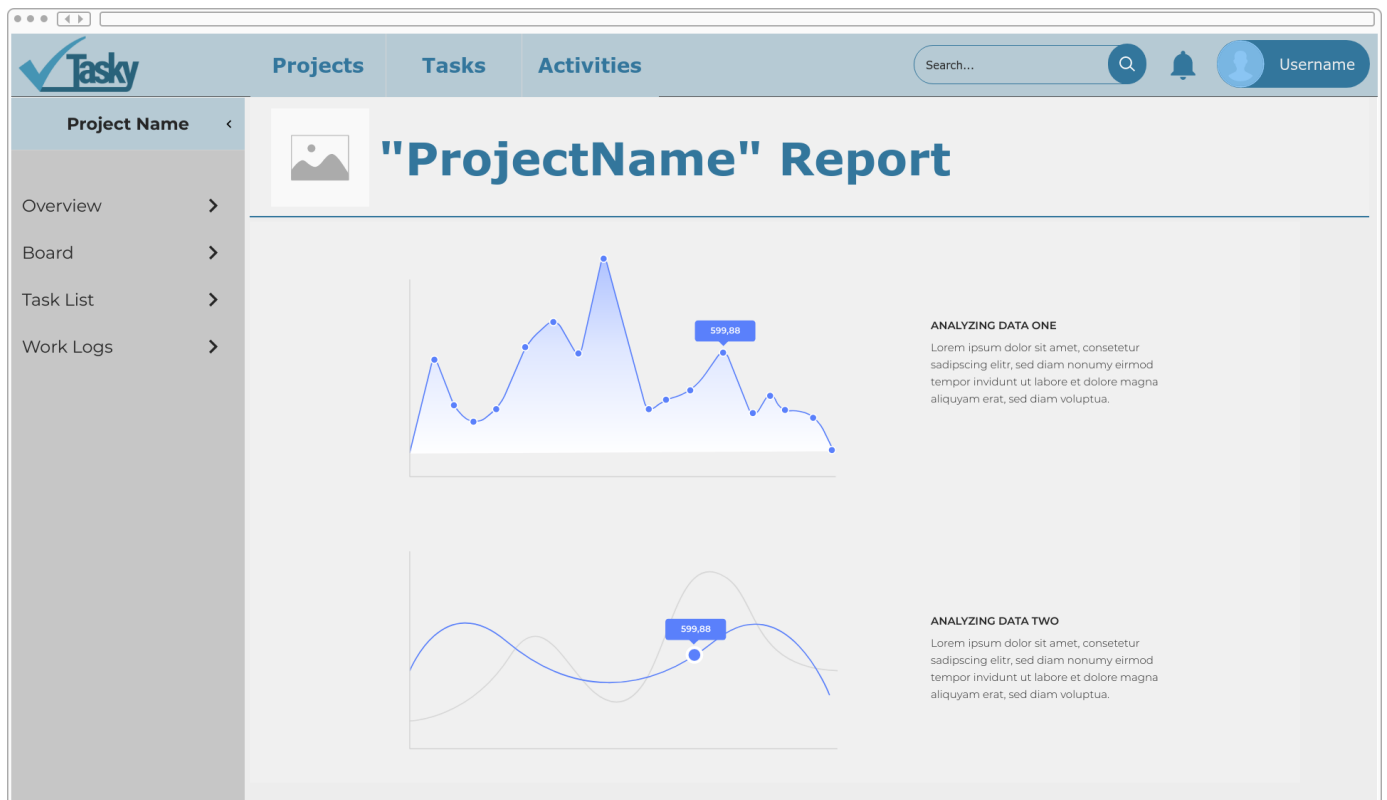 Tasky
Projects
Tasks
Activities
Search...
Username
Project Name
"ProjectName" Report
Overview
Board
Task List
Work Logs
599,88
ANALYZING DATA ONE
Lorem ipsum dolor sit amet, consetetur
sadipscing elitr, sed diam nonumy eirmod
tempor invidunt ut labore et dolore magna
aliquyam erat, sed diam voluptua.
599,88
ANALYZING DATA TWO
Lorem ipsum dolor sit amet, consetetur
sadipscing elitr, sed diam nonumy eirmod
tempor invidunt ut labore et dolore magna
aliquyam erat, sed diam voluptua.